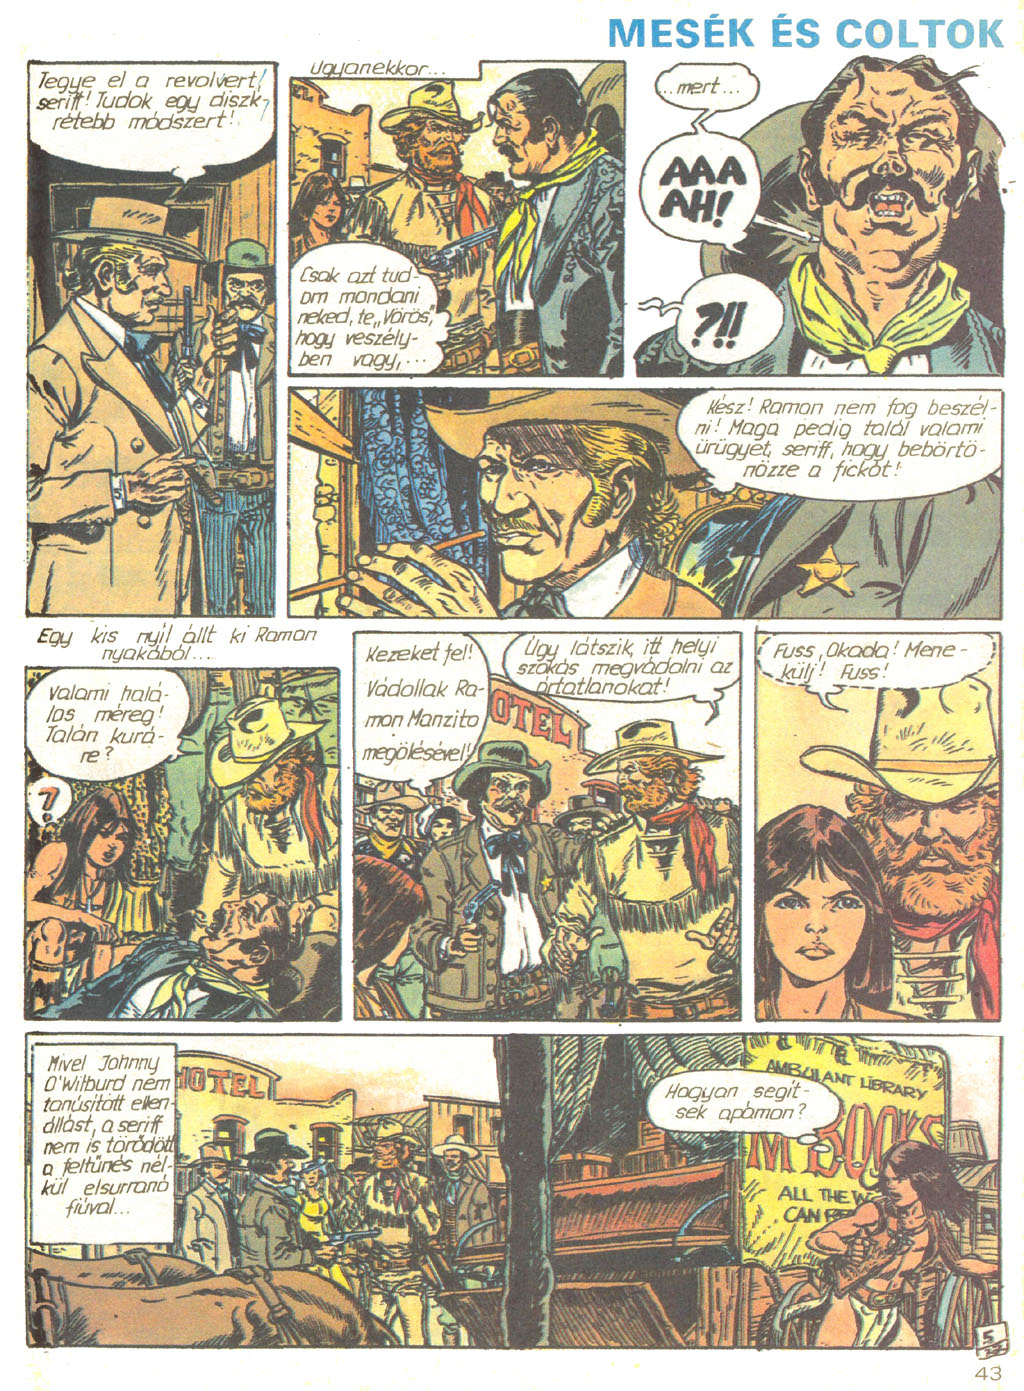 MESÉK ÉS COLTOK
Tegye el a revolvert,
seriff! Tudok egy diszk-
rétebb módszert!
Ugyanekkor...
Csak azt tud-
om mondani
neked, te „Vörös,”
hogy veszély-
ben vagy,...
...mert...
AAA
AH!
?!!
Kész! Ramon nem fog beszél-
ni! Maga pedig talál valami
ürügyet, seriff, hogy bebörtö-
nözze a fickót!
Egy kis nyíl állt ki Ramon
nyakából...
Valami halá-
los méreg!
Talán kurá-
re?
?
Kezeket fel!
Vádollak Ra-
mon Manzito
megölésével!
Úgy látszik, itt helyi
szokás megvádolni az
ártatlanokat!
OTEL
Fuss, Okada! Mene-
külj! Fuss!
Mivel Johnny
O'Wilburd nem
tanúsított ellen-
állást, a seriff
nem is törődött
a feltűnés nél-
kül elsurranó
fiúval...
HOTEL
Hogyan segít-
sek apámon?
AMBULANT LIBRARY
BOOKS
ALL THE W
CAN RE
5
43